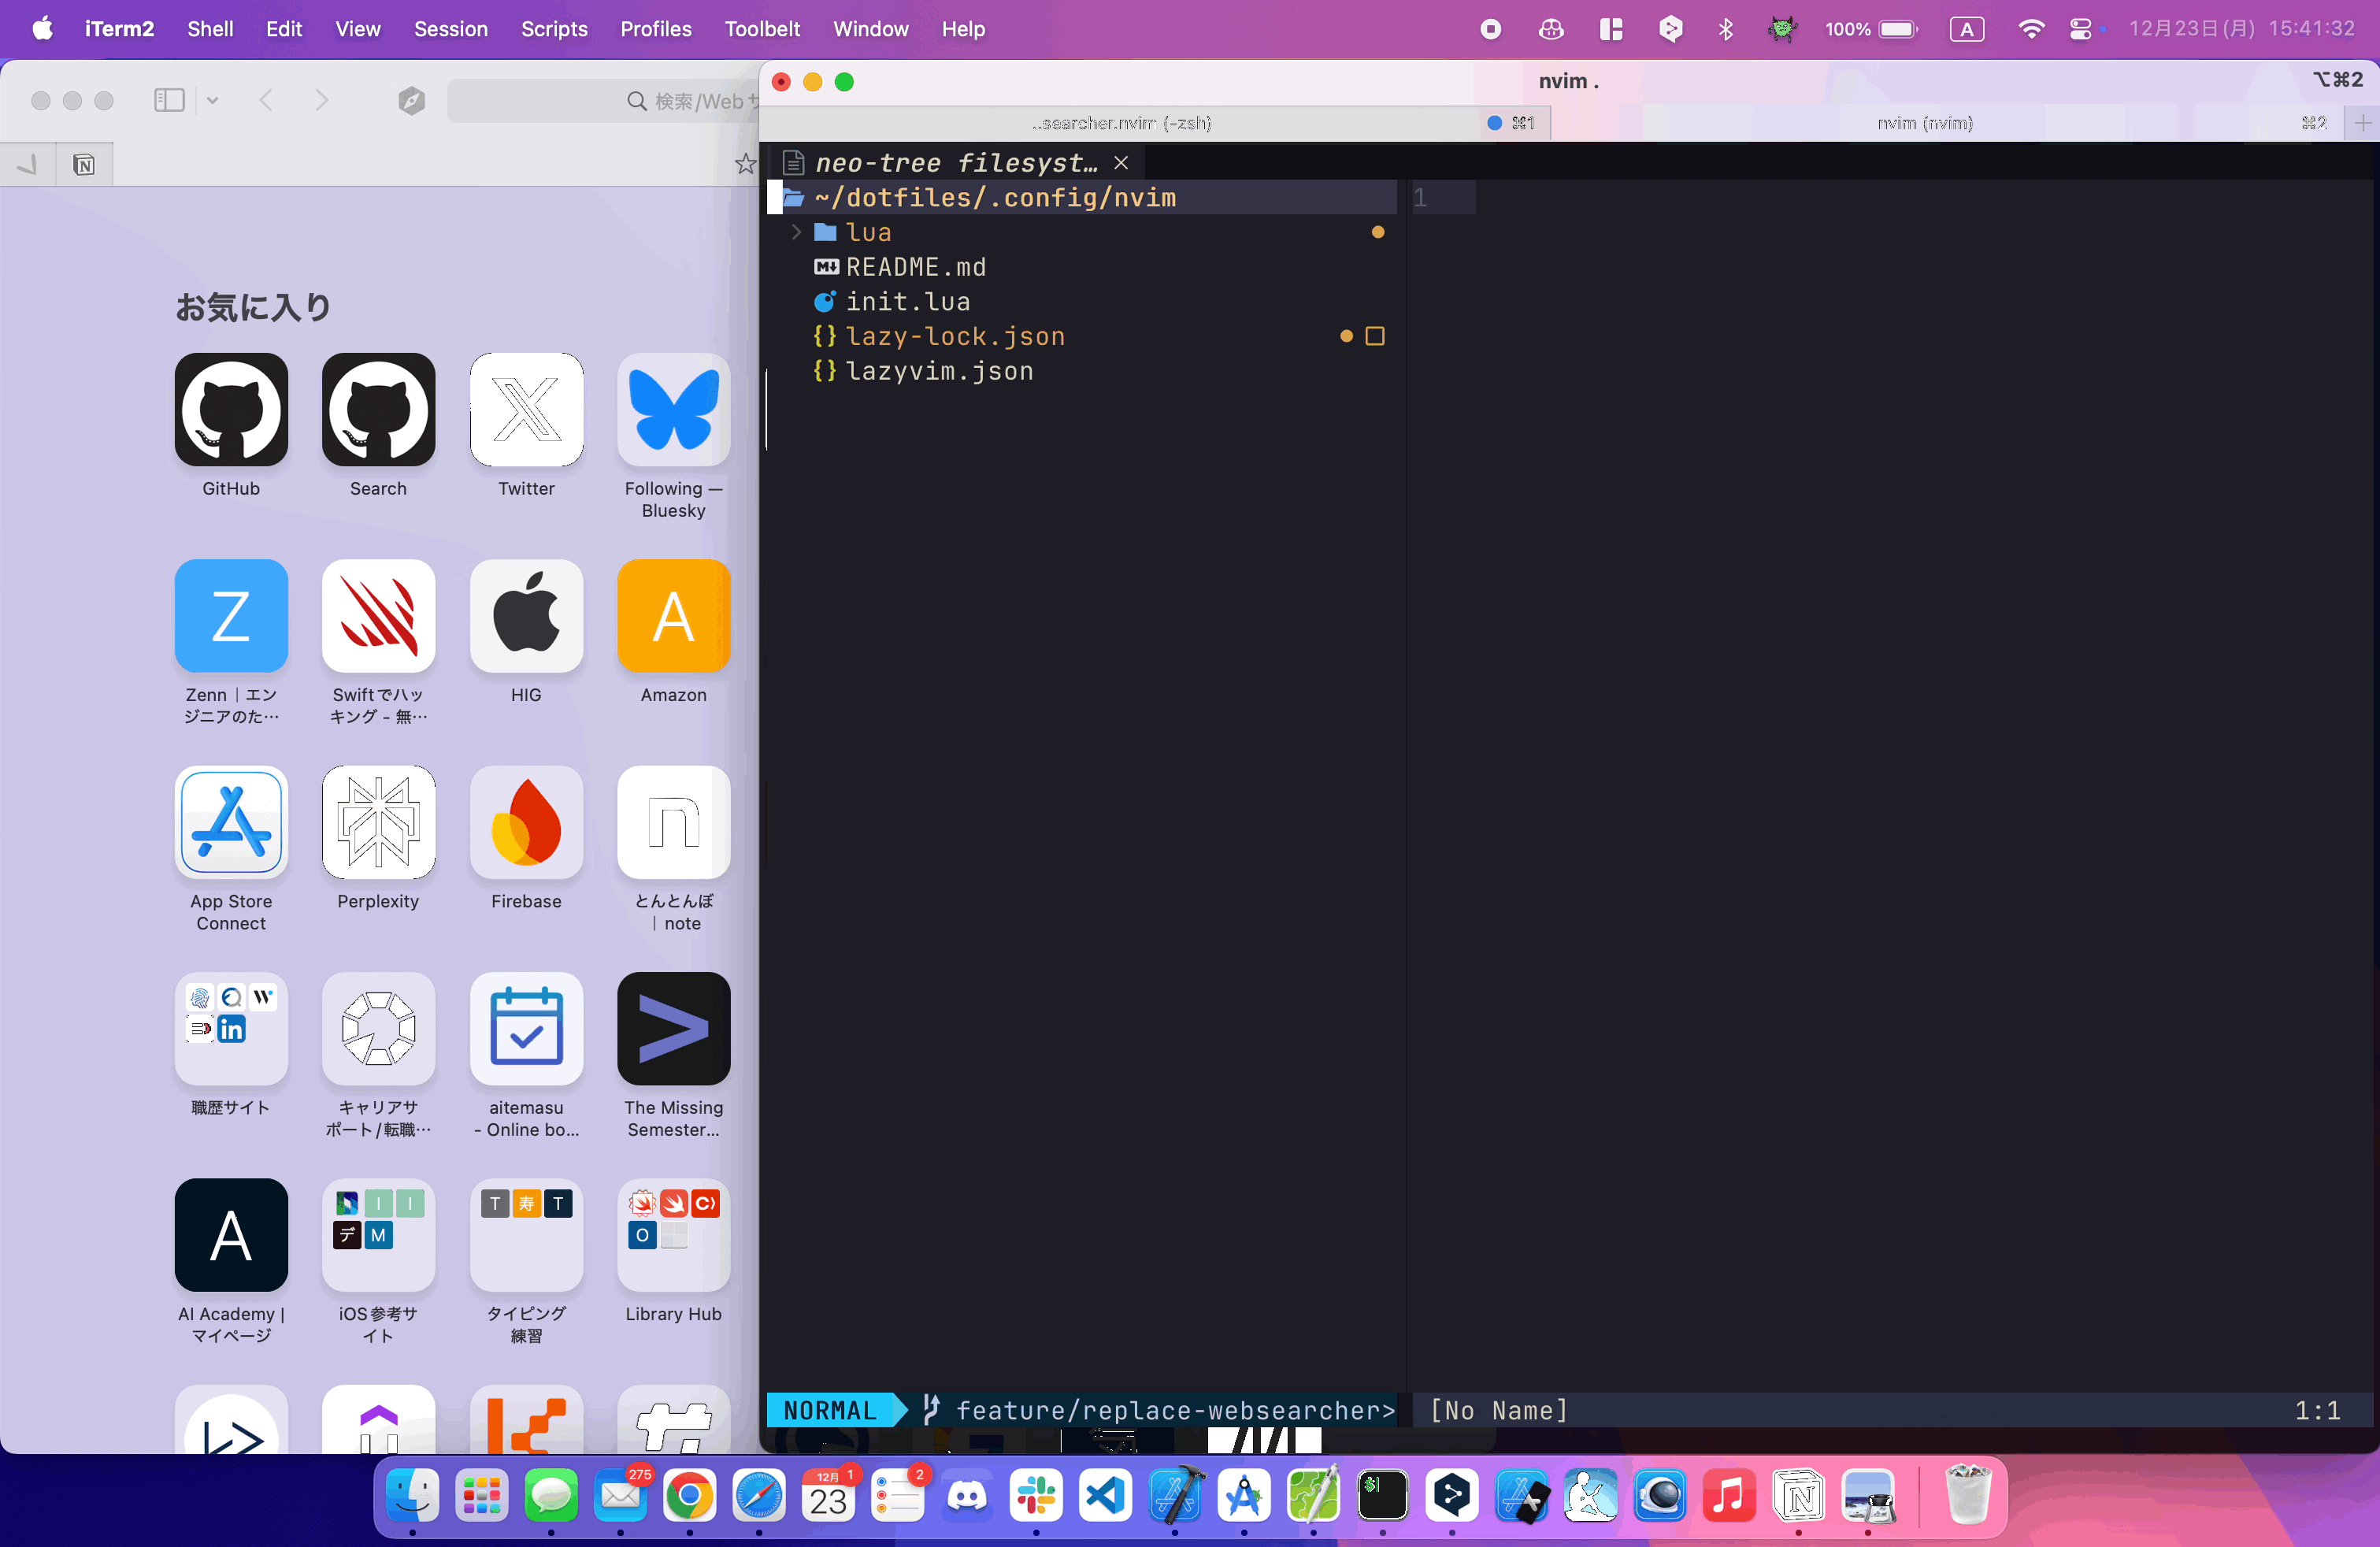 iTerm2 Shell Edit View Session Scripts Profiles Toolbelt Window Help
100% A 12月23日(月) 15:41:32
検索/Webサ
nvim .
⌥⌘2
..searcher.nvim (-zsh)
⌘1
nvim (nvim)
⌘2
neo-tree filesyst…
~/dotfiles/.config/nvim
lua
README.md
init.lua
lazy-lock.json
lazyvim.json
1
お気に入り
GitHub
Search
Twitter
Following —
Bluesky
Z
A
Zenn｜エン
ジニアのた…
Swiftでハッ
キング - 無…
HIG
Amazon
n
App Store
Connect
Perplexity
Firebase
とんとんぼ
｜note
W
in
職歴サイト
キャリアサ
ポート/転職…
aitemasu
- Online bo…
The Missing
Semester…
A
I I
デ M
T 寿 T
O
AI Academy |
マイページ
iOS参考サ
イト
タイピング
練習
Library Hub
NORMAL feature/replace-websearcher>
[No Name]
1:1
275
12月
23
1
2
$